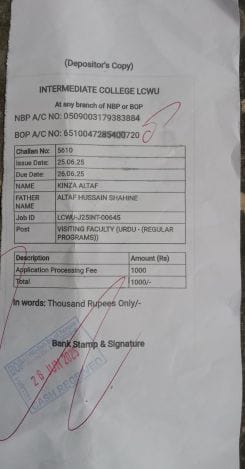 (Depositor's Copy)
INTERMEDIATE COLLEGE LCWU
At any branch of NBP or BOP
NBP A/C NO: 0509003179383884
BOP A/C NO: 6510047285400720
Challan No: 5610
Issue Date: 25.06.25
Due Date: 26.06.25
NAME KINZA ALTAF
FATHER NAME ALTAF HUSSAIN SHAHINE
Job ID LCWU-J25INT-00645
Post VISITING FACULTY (URDU - (REGULAR PROGRAMS))
Description Amount (Rs)
Application Processing Fee 1000
Total 1000/-
In words: Thousand Rupees Only/-
Bank Stamp & Signature
26 JUN 2025
CASH RECEIVED